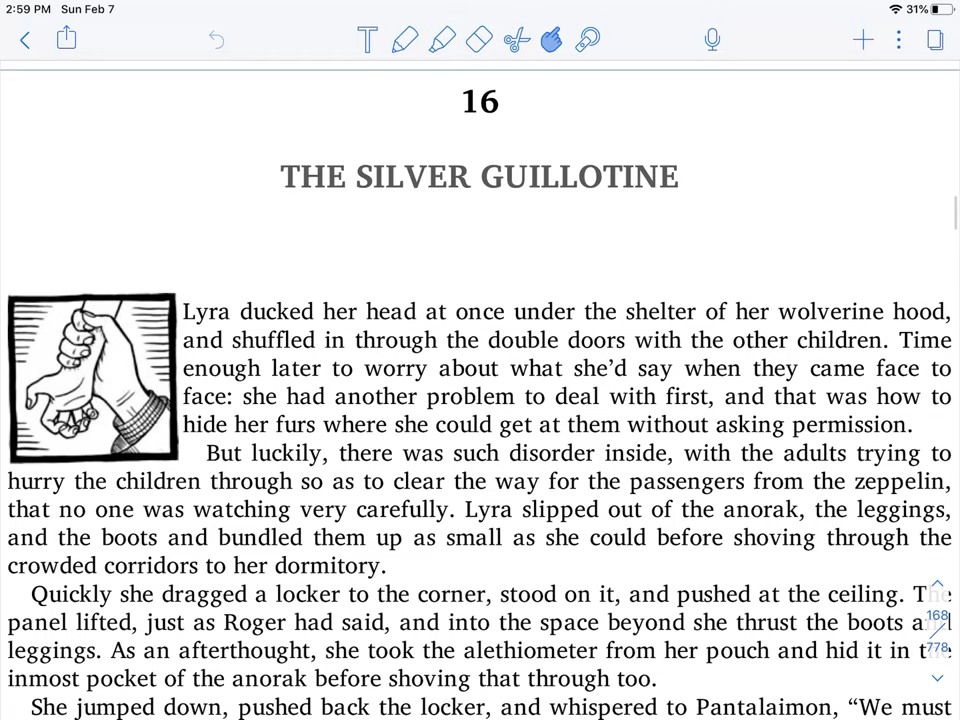 2:59 PM Sun Feb 7 31%
T
16
THE SILVER GUILLOTINE
Lyra ducked her head at once under the shelter of her wolverine hood,
and shuffled in through the double doors with the other children. Time
enough later to worry about what she’d say when they came face to
face: she had another problem to deal with first, and that was how to
hide her furs where she could get at them without asking permission.
But luckily, there was such disorder inside, with the adults trying to
hurry the children through so as to clear the way for the passengers from the zeppelin,
that no one was watching very carefully. Lyra slipped out of the anorak, the leggings,
and the boots and bundled them up as small as she could before shoving through the
crowded corridors to her dormitory.
Quickly she dragged a locker to the corner, stood on it, and pushed at the ceiling. The
panel lifted, just as Roger had said, and into the space beyond she thrust the boots and
168
leggings. As an afterthought, she took the alethiometer from her pouch and hid it in the
778
inmost pocket of the anorak before shoving that through too.
She jumped down, pushed back the locker, and whispered to Pantalaimon, “We must